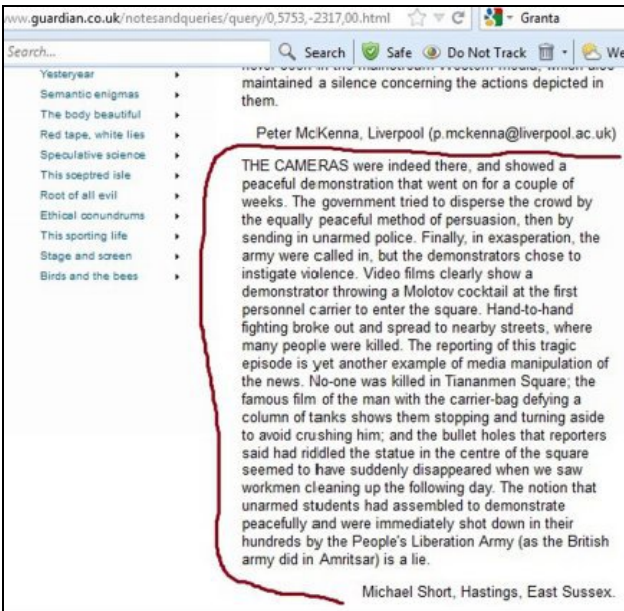 www.guardian.co.uk/notesandqueries/query/0,5753,-2317,00.html Granta
Search... Search Safe Do Not Track We
Yesteryear
Semantic enigmas
The body beautiful
Red tape, white lies
Speculative science
This sceptred isle
Root of all evil
Ethical conundrums
This sporting life
Stage and screen
Birds and the bees
maintained a silence concerning the actions depicted in
them.
Peter McKenna, Liverpool (p.mckenna@liverpool.ac.uk)
THE CAMERAS were indeed there, and showed a
peaceful demonstration that went on for a couple of
weeks. The government tried to disperse the crowd by
the equally peaceful method of persuasion, then by
sending in unarmed police. Finally, in exasperation, the
army were called in, but the demonstrators chose to
instigate violence. Video films clearly show a
demonstrator throwing a Molotov cocktail at the first
personnel carrier to enter the square. Hand-to-hand
fighting broke out and spread to nearby streets, where
many people were killed. The reporting of this tragic
episode is yet another example of media manipulation of
the news. No-one was killed in Tiananmen Square; the
famous film of the man with the carrier-bag defying a
column of tanks shows them stopping and turning aside
to avoid crushing him; and the bullet holes that reporters
said had riddled the statue in the centre of the square
seemed to have suddenly disappeared when we saw
workmen cleaning up the following day. The notion that
unarmed students had assembled to demonstrate
peacefully and were immediately shot down in their
hundreds by the People's Liberation Army (as the British
army did in Amritsar) is a lie.
Michael Short, Hastings, East Sussex.